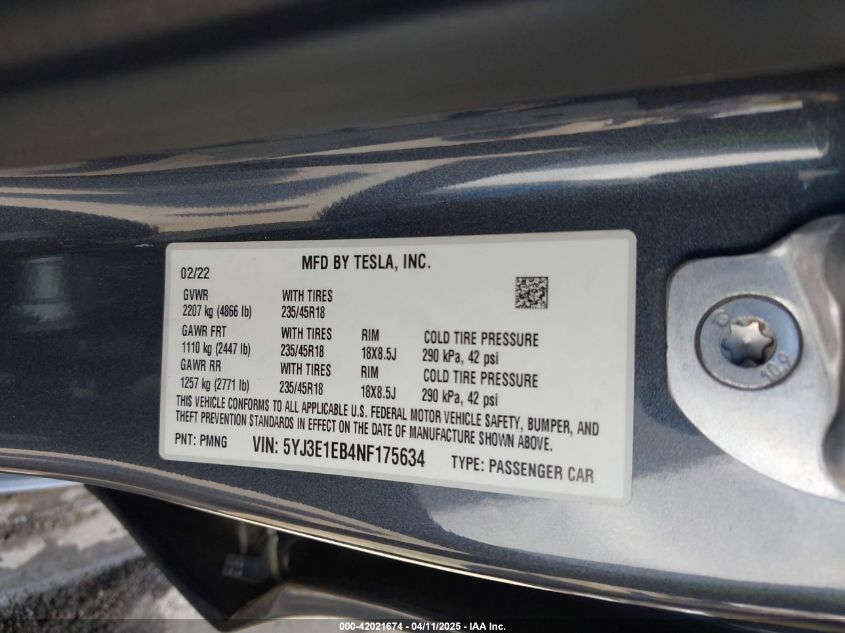 MFD BY TESLA, INC.
02/22
GVWR WITH TIRES
2207 kg (4866 lb) 235/45R18
GAWR FRT WITH TIRES RIM COLD TIRE PRESSURE
1110 kg (2447 lb) 235/45R18 18X8.5J 290 kPa, 42 psi
GAWR RR WITH TIRES RIM COLD TIRE PRESSURE
1257 kg (2771 lb) 235/45R18 18X8.5J 290 kPa, 42 psi
THIS VEHICLE CONFORMS TO ALL APPLICABLE U.S. FEDERAL MOTOR VEHICLE SAFETY, BUMPER, AND
THEFT PREVENTION STANDARDS IN EFFECT ON THE DATE OF MANUFACTURE SHOWN ABOVE.
PNT: PMNG VIN: 5YJ3E1EB4NF175634 TYPE: PASSENGER CAR
10.9
000-42021674 - 04/11/2025 - IAA Inc.